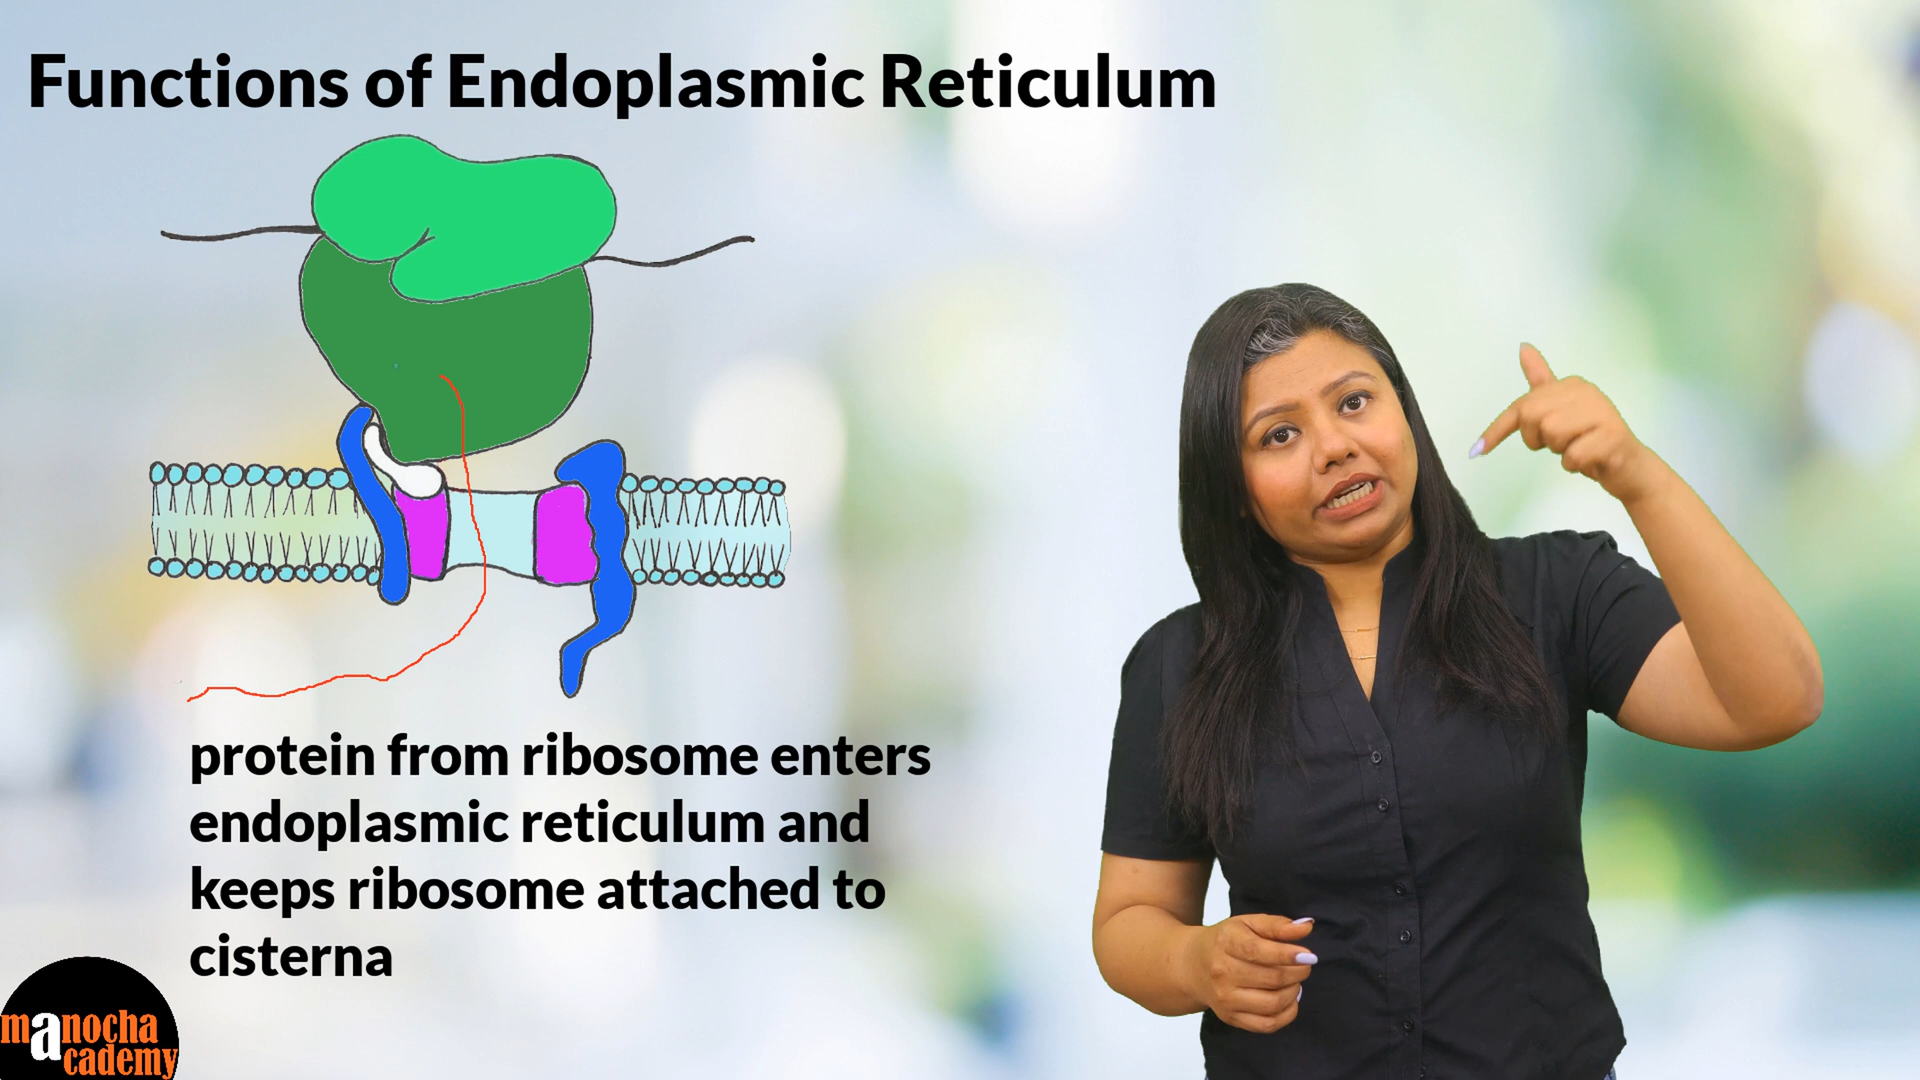 Functions of Endoplasmic Reticulum
protein from ribosome enters
endoplasmic reticulum and
keeps ribosome attached to
cisterna
manocha
academy